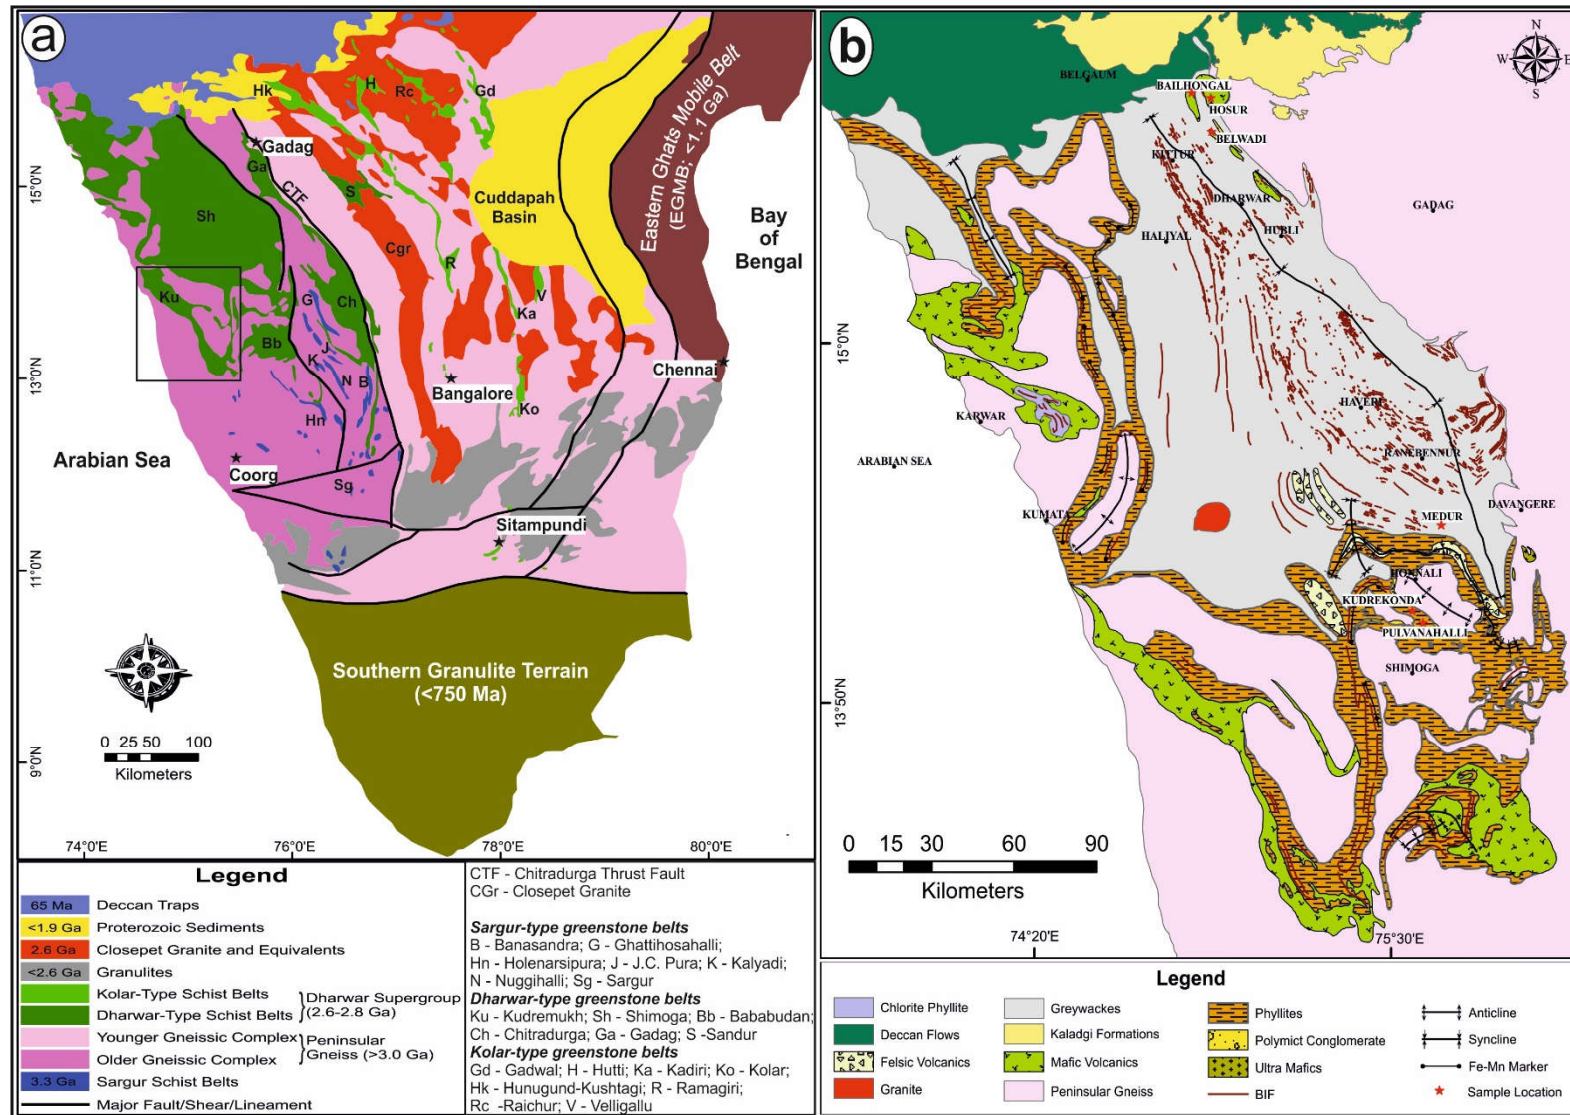 a
Hk
H
Rc
Gd
Gadag
Ga
CTF
15°0'N
S
Sh
Cuddapah
Basin
Eastern Ghats Mobile Belt
(EGMB; <1.1 Ga)
Bay
of
Bengal
Cgr
R
Ku
G
Ch
V
Ka
Bb
J
K
N
B
13°0'N
Bangalore
Chennai
Ko
Hn
Arabian Sea
Coorg
Sg
Sitampundi
11°0'N
Southern Granulite Terrain
(<750 Ma)
0 25 50 100
Kilometers
9°0'N
74°0'E
76°0'E
78°0'E
80°0'E
Legend
65 Ma Deccan Traps
<1.9 Ga Proterozoic Sediments
2.6 Ga Closepet Granite and Equivalents
<2.6 Ga Granulites
Kolar-Type Schist Belts
Dharwar-Type Schist Belts
Dharwar Supergroup
(2.6-2.8 Ga)
Younger Gneissic Complex
Older Gneissic Complex
Peninsular
Gneiss (>3.0 Ga)
3.3 Ga Sargur Schist Belts
Major Fault/Shear/Lineament
CTF - Chitradurga Thrust Fault
CGr - Closepet Granite
Sargur-type greenstone belts
B - Banasandra; G - Ghattihosahalli;
Hn - Holenarsipura; J - J.C. Pura; K - Kalyadi;
N - Nuggihalli; Sg - Sargur
Dharwar-type greenstone belts
Ku - Kudremukh; Sh - Shimoga; Bb - Bababudan;
Ch - Chitradurga; Ga - Gadag; S -Sandur
Kolar-type greenstone belts
Gd - Gadwal; H - Hutti; Ka - Kadiri; Ko - Kolar;
Hk - Hunugund-Kushtagi; R - Ramagiri;
Rc -Raichur; V - Velligallu
b
N
W E
S
BELGAUM
BAILHONGAL
HOSUR
BELWADI
KITTUR
DHARWAR
GADAG
HALIYAL
HUBLI
15°0'N
KARWAR
HAVERI
ARABIAN SEA
RANEBENNUR
KUMATA
MEDUR
DAVANGERE
HONNALI
KUDREKONDA
PULVANAHALLI
SHIMOGA
13°50'N
0 15 30 60 90
Kilometers
74°20'E
75°30'E
Legend
Chlorite Phyllite
Deccan Flows
Felsic Volcanics
Granite
Greywackes
Kaladgi Formations
Mafic Volcanics
Peninsular Gneiss
Phyllites
Polymict Conglomerate
Ultra Mafics
BIF
Anticline
Syncline
Fe-Mn Marker
Sample Location